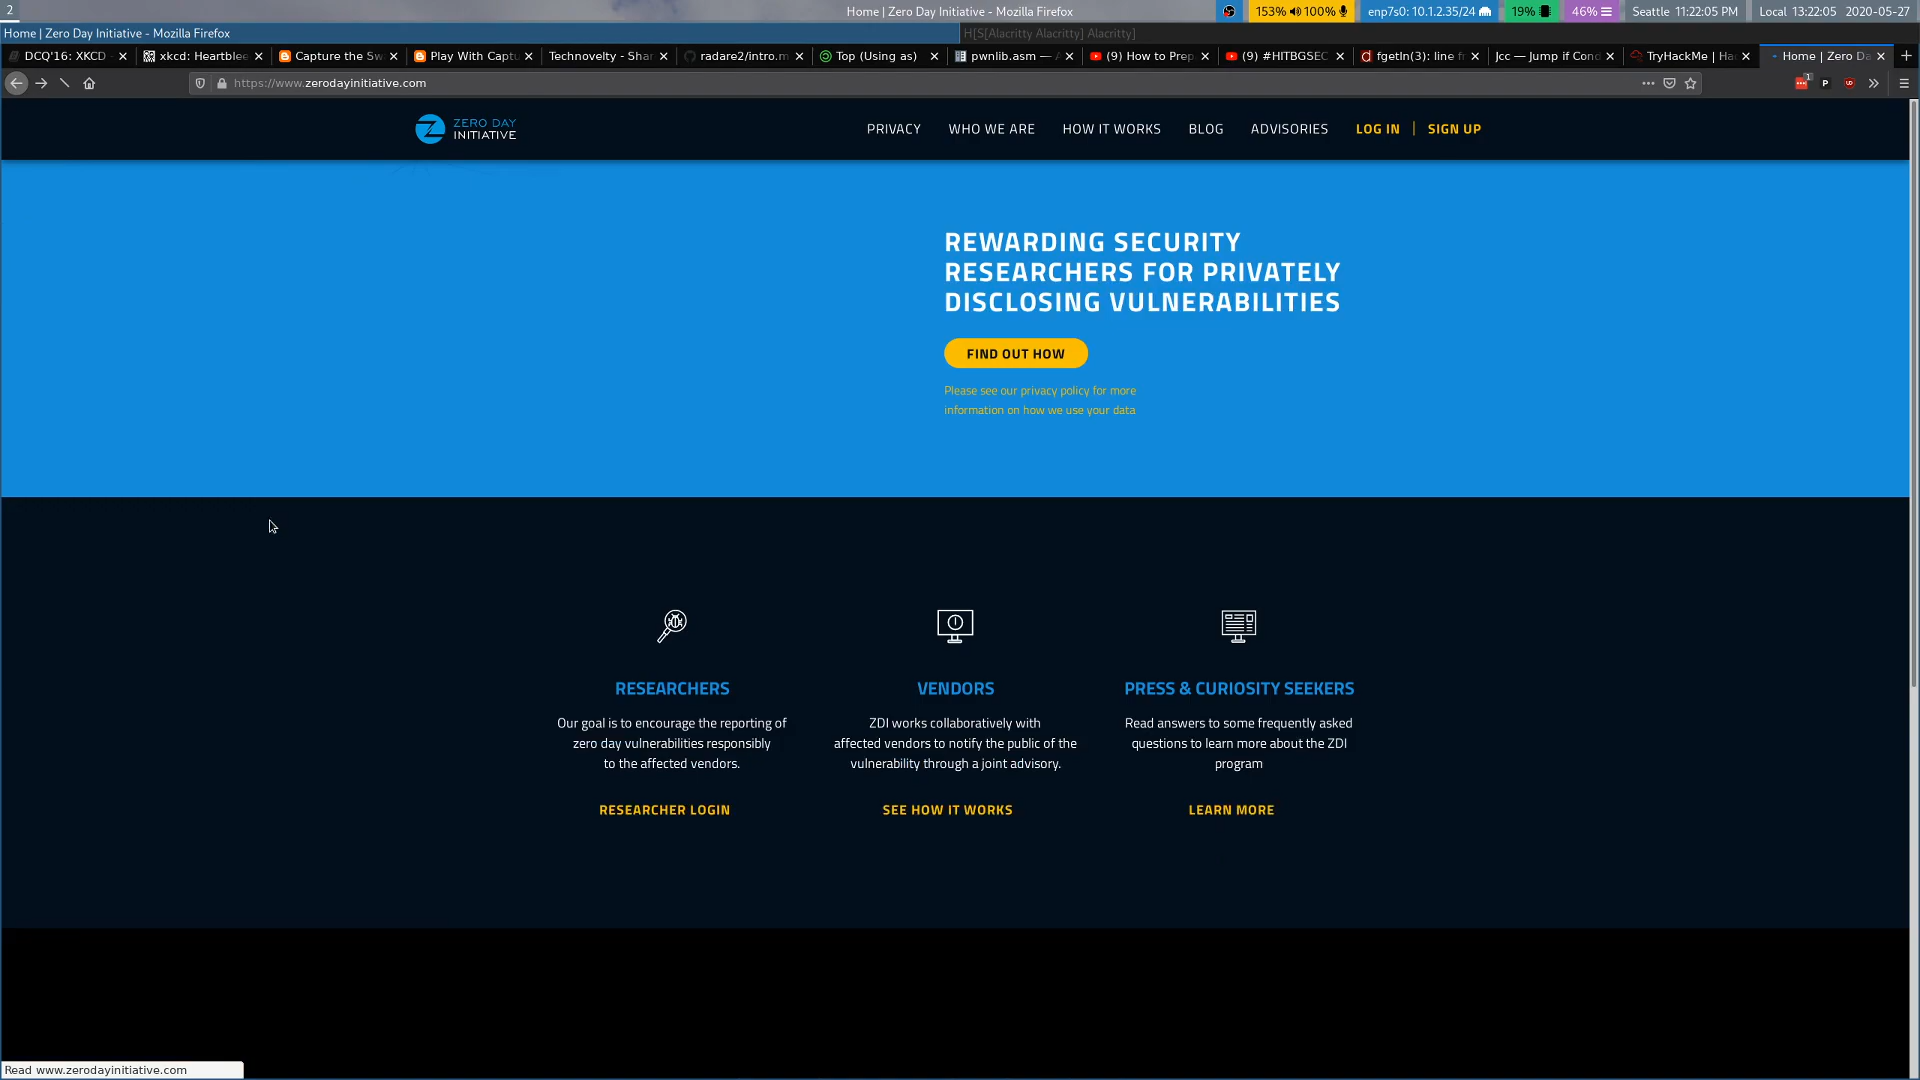 2
Home | Zero Day Initiative - Mozilla Firefox
153% 100%
enp7s0: 10.1.2.35/24
19%
46%
Seattle 11:22:05 PM
Local 13:22:05 2020-05-27
Home | Zero Day Initiative - Mozilla Firefox
H[S[Alacritty Alacritty] Alacritty]
DCQ'16: XKCD
xkcd: Heartblee
Capture the Sw
Play With Captu
Technovelty - Shar
radare2/intro.m
Top (Using as)
pwnlib.asm — A
(9) How to Prep
(9) #HITBGSEC
fgetln(3): line fr
Jcc — Jump if Cond
TryHackMe | Hac
Home | Zero Da
https://www.zerodayinitiative.com
1
ZERO DAY
INITIATIVE
PRIVACY
WHO WE ARE
HOW IT WORKS
BLOG
ADVISORIES
LOG IN
SIGN UP
REWARDING SECURITY
RESEARCHERS FOR PRIVATELY
DISCLOSING VULNERABILITIES
FIND OUT HOW
Please see our privacy policy for more
information on how we use your data
RESEARCHERS
Our goal is to encourage the reporting of
zero day vulnerabilities responsibly
to the affected vendors.
RESEARCHER LOGIN
VENDORS
ZDI works collaboratively with
affected vendors to notify the public of the
vulnerability through a joint advisory.
SEE HOW IT WORKS
PRESS & CURIOSITY SEEKERS
Read answers to some frequently asked
questions to learn more about the ZDI
program
LEARN MORE
Read www.zerodayinitiative.com